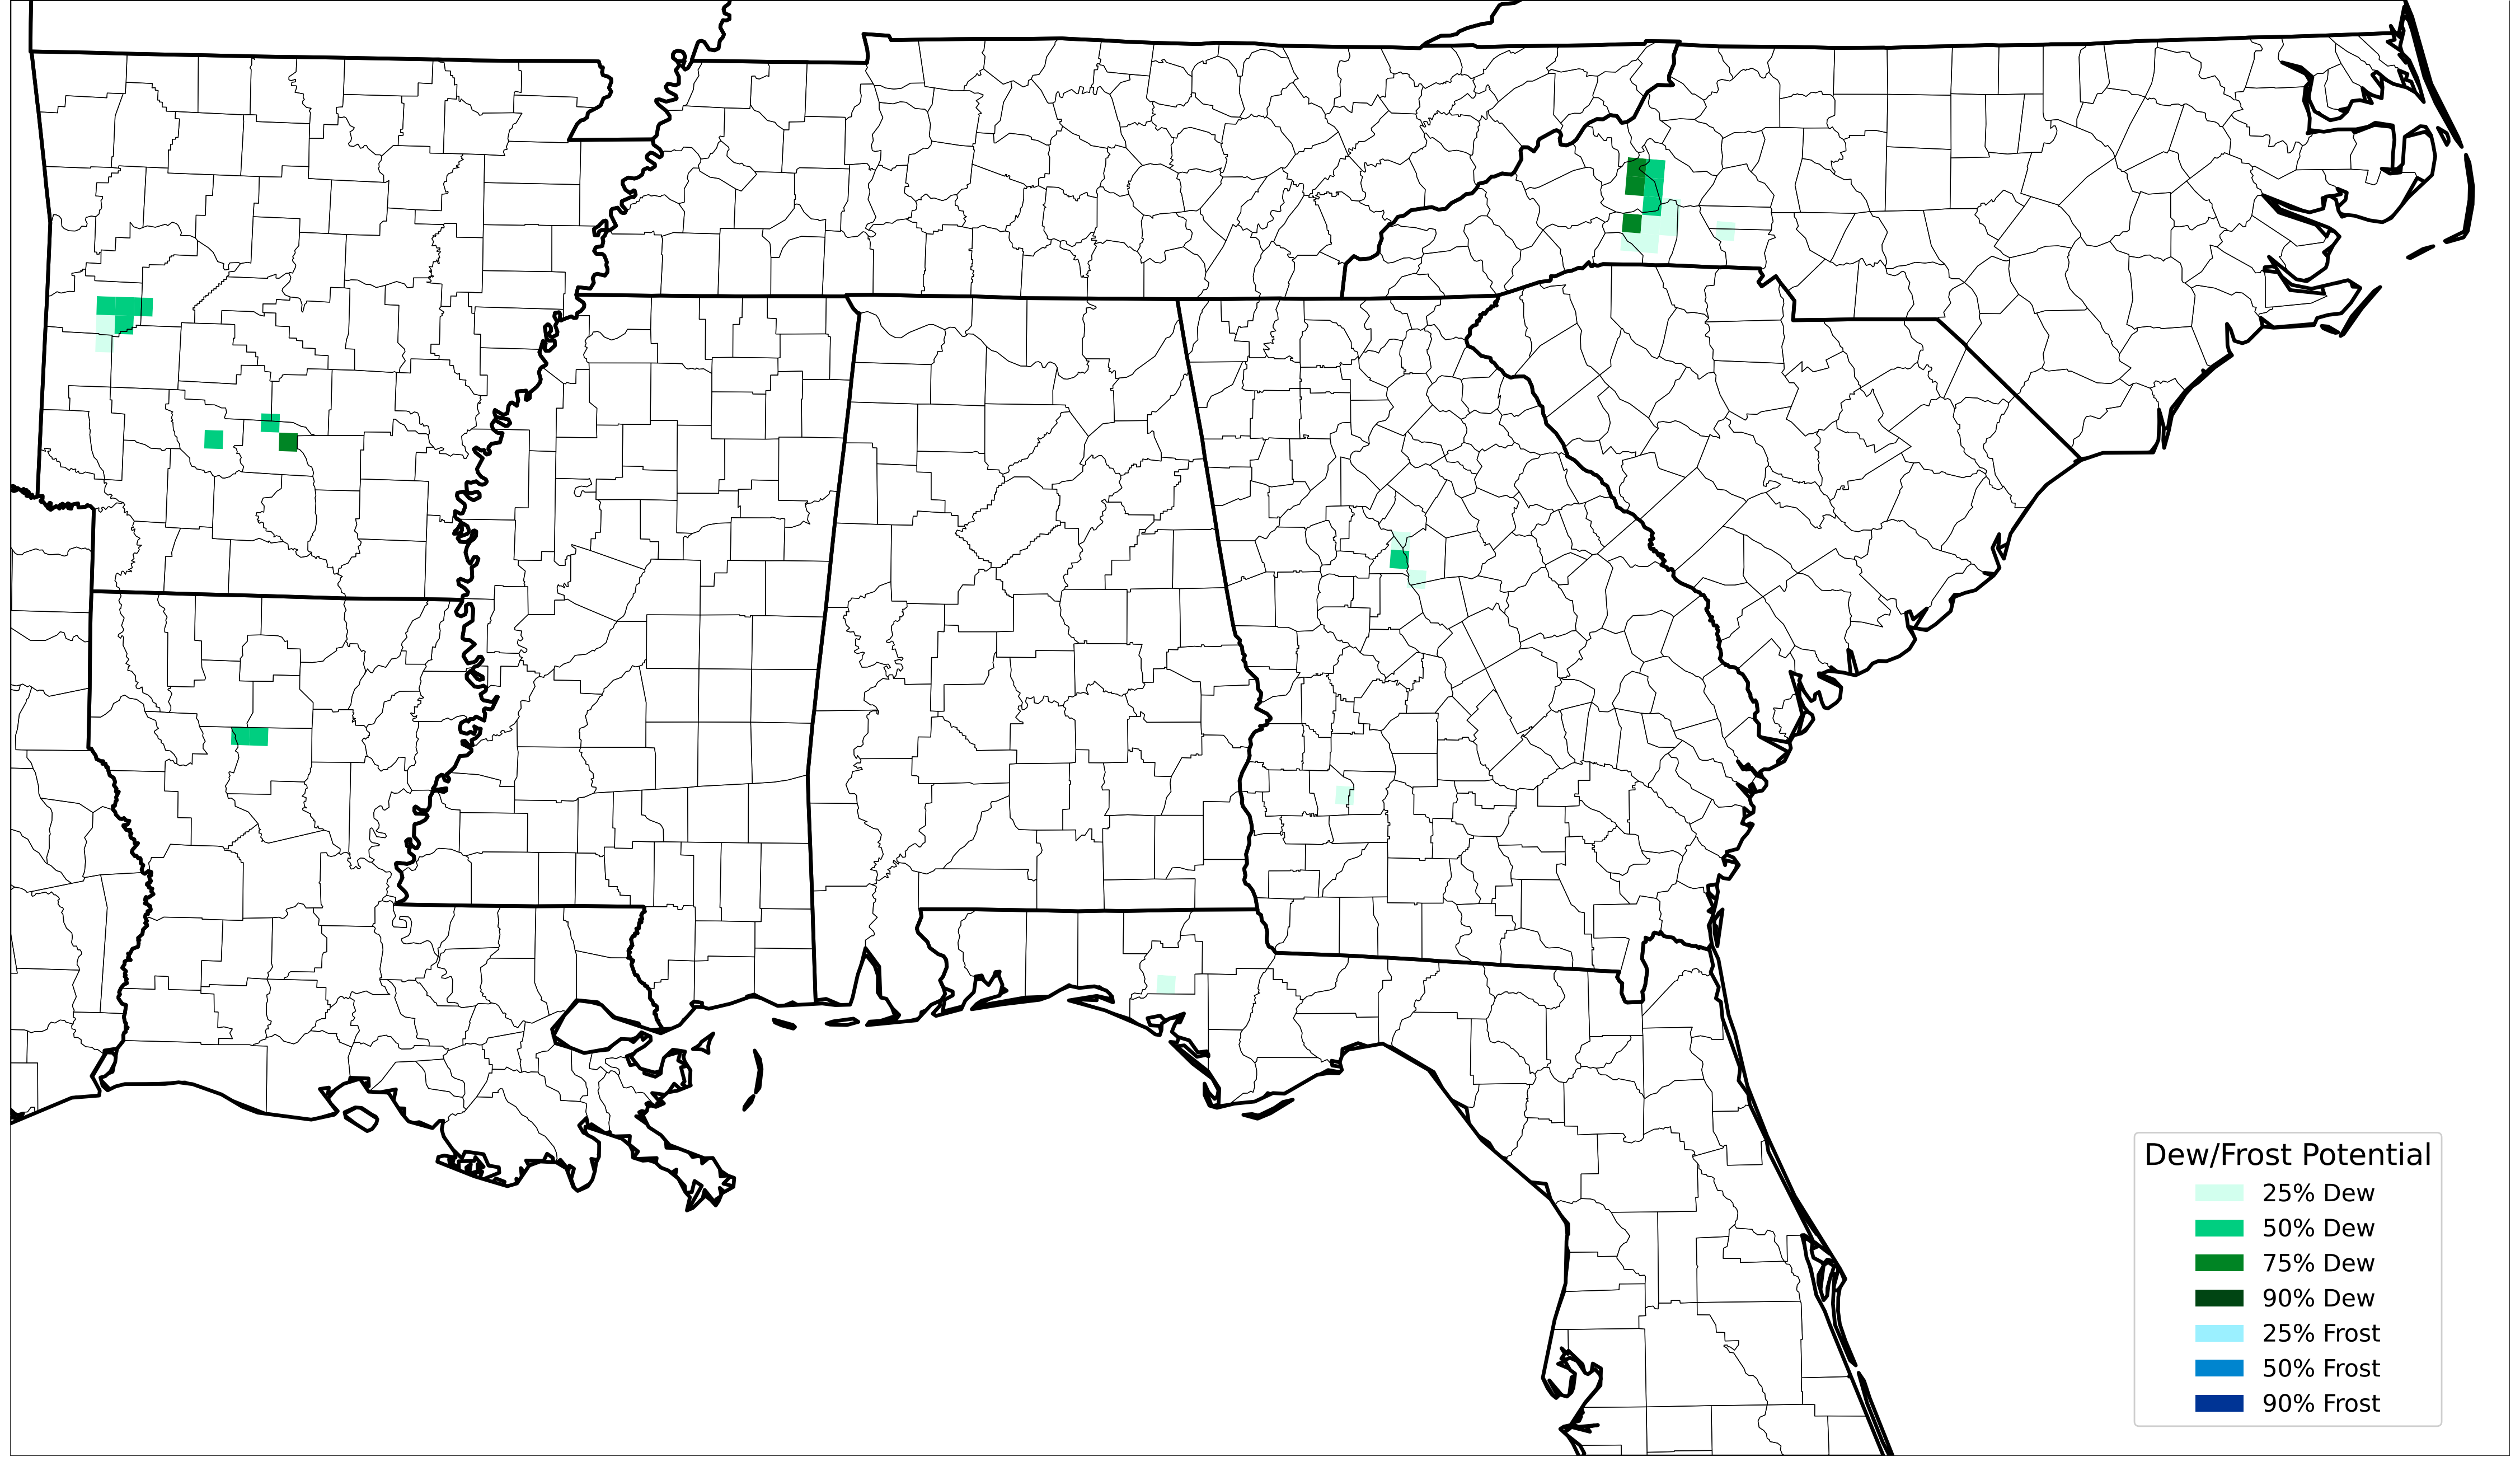 Dew/Frost Potential
25% Dew
50% Dew
75% Dew
90% Dew
25% Frost
50% Frost
90% Frost